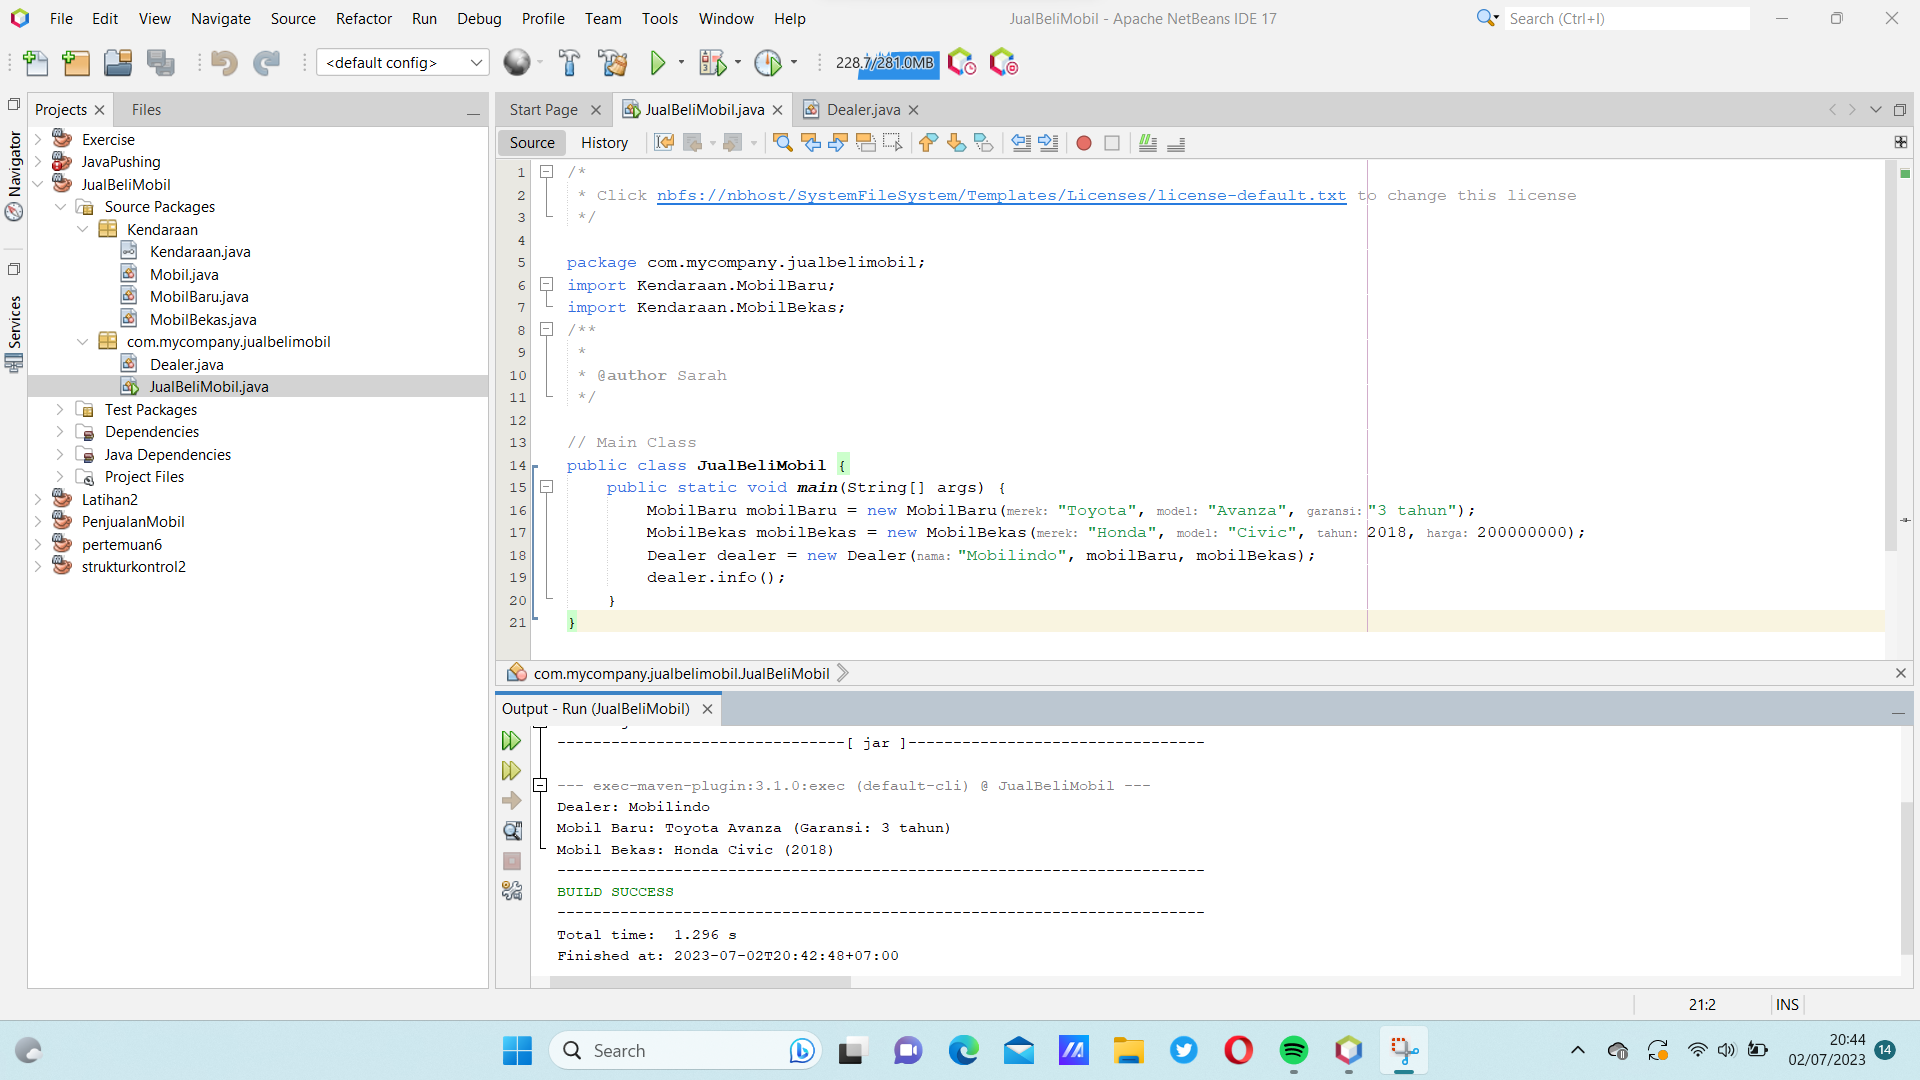 File Edit View Navigate Source Refactor Run Debug Profile Team Tools Window Help
JualBeliMobil - Apache NetBeans IDE 17
Search (Ctrl+I)
<default config>
228.7/281.0MB
Projects
Files
Navigator
Services
Exercise
JavaPushing
JualBeliMobil
Source Packages
Kendaraan
Kendaraan.java
Mobil.java
MobilBaru.java
MobilBekas.java
com.mycompany.jualbelimobil
Dealer.java
JualBeliMobil.java
Test Packages
Dependencies
Java Dependencies
Project Files
Latihan2
PenjualanMobil
pertemuan6
strukturkontrol2
Start Page
JualBeliMobil.java
Dealer.java
Source
History
1 /*
2 * Click nbfs://nbhost/SystemFileSystem/Templates/Licenses/license-default.txt to change this license
3 */
4
5 package com.mycompany.jualbelimobil;
6 import Kendaraan.MobilBaru;
7 import Kendaraan.MobilBekas;
8 /**
9 *
10 * @author Sarah
11 */
12
13 // Main Class
14 public class JualBeliMobil {
15 public static void main(String[] args) {
16 MobilBaru mobilBaru = new MobilBaru(merek: "Toyota", model: "Avanza", garansi: "3 tahun");
17 MobilBekas mobilBekas = new MobilBekas(merek: "Honda", model: "Civic", tahun: 2018, harga: 200000000);
18 Dealer dealer = new Dealer(nama: "Mobilindo", mobilBaru, mobilBekas);
19 dealer.info();
20 }
21 }
com.mycompany.jualbelimobil.JualBeliMobil
Output - Run (JualBeliMobil)
--------------------------------[ jar ]---------------------------------
--- exec-maven-plugin:3.1.0:exec (default-cli) @ JualBeliMobil ---
Dealer: Mobilindo
Mobil Baru: Toyota Avanza (Garansi: 3 tahun)
Mobil Bekas: Honda Civic (2018)
------------------------------------------------------------------------
BUILD SUCCESS
------------------------------------------------------------------------
Total time:  1.296 s
Finished at: 2023-07-02T20:42:48+07:00
21:2
INS
Search
20:44
02/07/2023
14